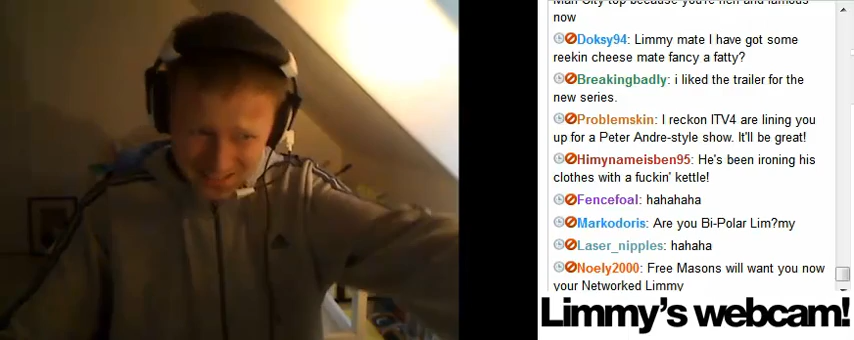 Man City top because you're rich and famous
now
Doksy94: Limmy mate I have got some
reekin cheese mate fancy a fatty?
Breakingbadly: i liked the trailer for the
new series.
Problemskin: I reckon ITV4 are lining you
up for a Peter Andre-style show. It'll be great!
Himynameisben95: He's been ironing his
clothes with a fuckin' kettle!
Fencefoal: hahahaha
Markodoris: Are you Bi-Polar Lim?my
Laser_nipples: hahaha
Noely2000: Free Masons will want you now
your Networked Limmy
Limmy's webcam!